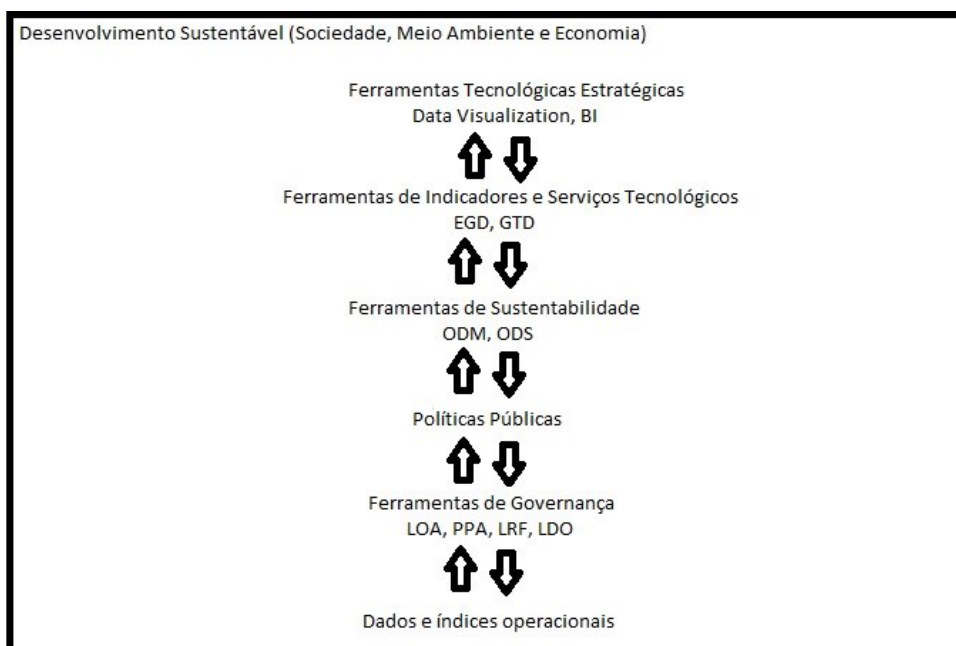 Desenvolvimento Sustentável (Sociedade, Meio Ambiente e Economia)
Ferramentas Tecnológicas Estratégicas
Data Visualization, BI
Ferramentas de Indicadores e Serviços Tecnológicos
EGD, GTD
Ferramentas de Sustentabilidade
ODM, ODS
Políticas Públicas
Ferramentas de Governança
LOA, PPA, LRF, LDO
Dados e índices operacionais